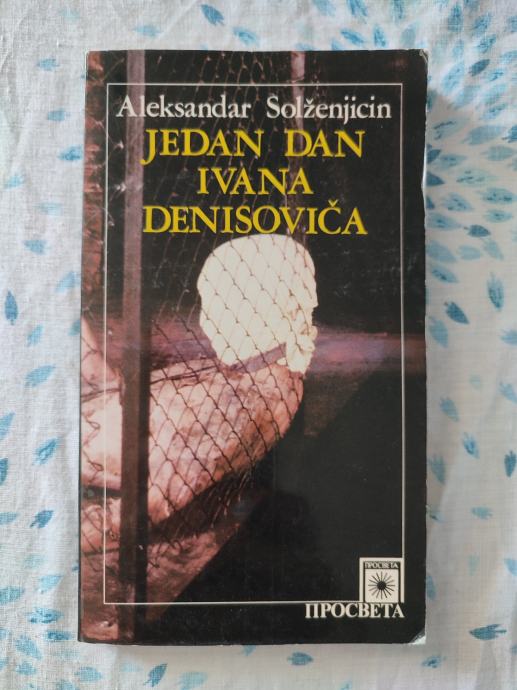 Aleksandar Solženjicin
JEDAN DAN
IVANA
DENISOVIČA
ПРОСВЕТА
ПРОСВЕТА